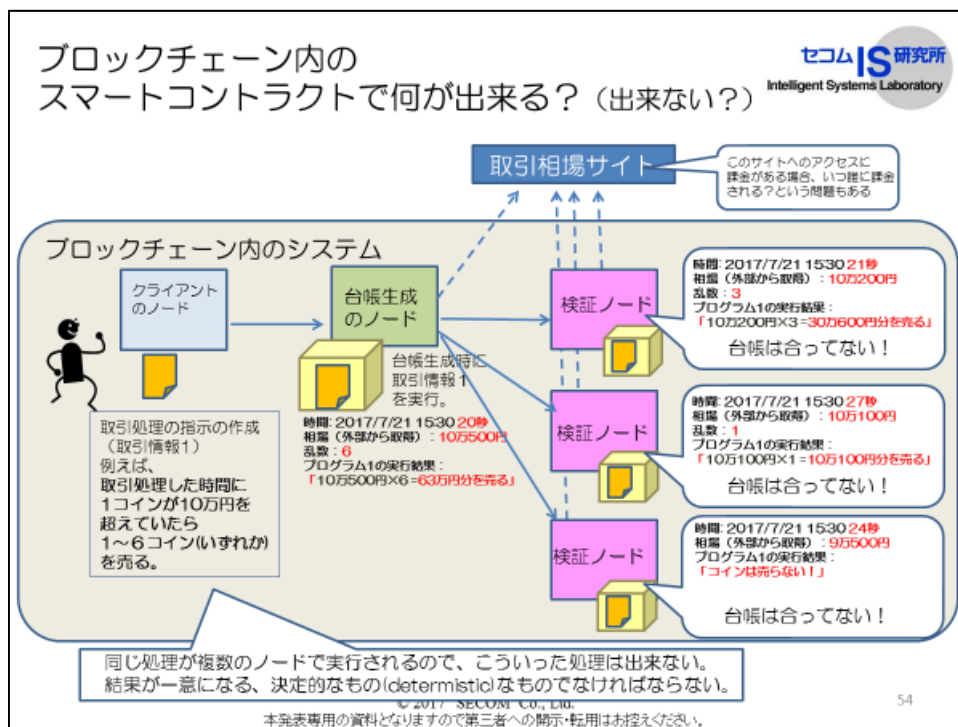 ブロックチェーン内の
スマートコントラクトで何が出来る？（出来ない？）
セコムIS研究所
Intelligent Systems Laboratory
取引相場サイト
このサイトへのアクセスに
課金がある場合、いつ誰に課金
される？という問題もある
ブロックチェーン内のシステム
クライアント
のノード
台帳生成
のノード
台帳生成時に
取引情報1
を実行。
時間: 2017/7/21 15:30 20秒
相場（外部から取得）：10万500円
乱数：6
プログラム1の実行結果：
「10万500円×6 =63万円分を売る」
取引処理の指示の作成
（取引情報1）
例えば、
取引処理した時間に
1コインが10万円を
超えていたら
1～6コイン(いずれか)
を売る。
検証ノード
時間: 2017/7/21 15:30 21秒
相場（外部から取得）：10万200円
乱数：3
プログラム1の実行結果：
「10万200円×3 =30万600円分を売る」
台帳は合ってない！
検証ノード
時間: 2017/7/21 15:30 27秒
相場（外部から取得）：10万100円
乱数：1
プログラム1の実行結果：
「10万100円×1 =10万100円分を売る」
台帳は合ってない！
検証ノード
時間: 2017/7/21 15:30 24秒
相場（外部から取得）：9万500円
プログラム1の実行結果：
「コインは売らない！」
台帳は合ってない！
同じ処理が複数のノードで実行されるので、こういった処理は出来ない。
結果が一意になる、決定的なもの(determistic)なものでなければならない。
© 2017 SECOM Co., Ltd.
54
本発表専用の資料となりますので第三者への開示・転用はお控えください。